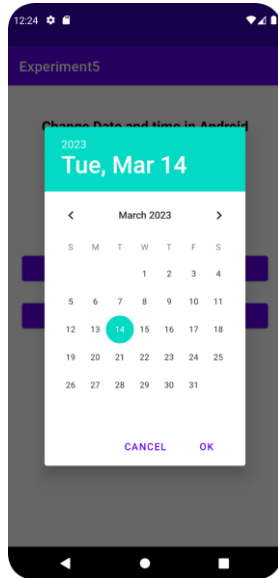 12:24
Experiment5
Change Date and time in Android
2023
Tue, Mar 14
March 2023
S M T W T F S
1 2 3 4
5 6 7 8 9 10 11
12 13 14 15 16 17 18
19 20 21 22 23 24 25
26 27 28 29 30 31
CANCEL OK